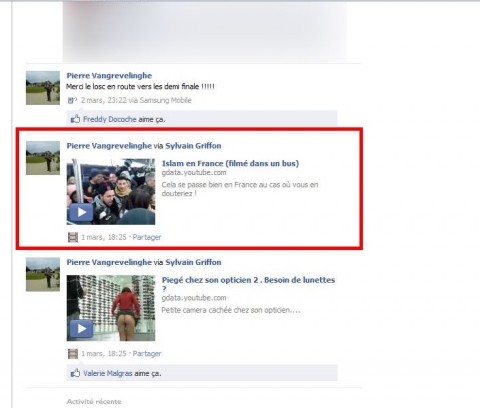 Pierre Vangrevelinghe
Merci le losc en route vers les demi finale !!!!!
2 mars, 23:22 via Samsung Mobile
Freddy Docoche aime ça.
Pierre Vangrevelinghe via Sylvain Griffon
Islam en France (filmé dans un bus)
gdata.youtube.com
Cela se passe bien en France au cas où vous en
douteriez !
1 mars, 18:25 · Partager
Pierre Vangrevelinghe via Sylvain Griffon
Piegé chez son opticien 2 . Besoin de lunettes
?
gdata.youtube.com
Petite camera cachée chez son opticien....
1 mars, 18:25 · Partager
Valerie Malgras aime ça.
Activité récente